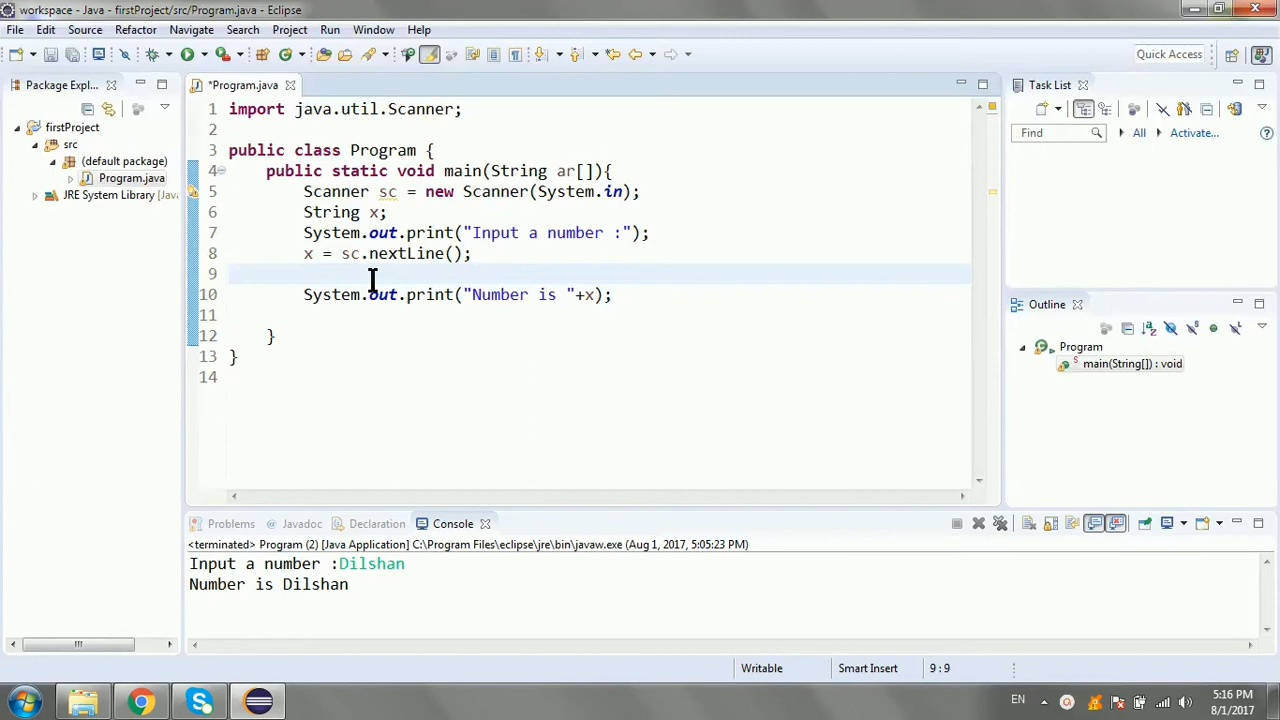 workspace - Java - firstProject/src/Program.java - Eclipse
File Edit Source Refactor Navigate Search Project Run Window Help
Quick Access
Package Expl...
*Program.java
Task List
firstProject
src
(default package)
Program.java
JRE System Library [Java
Find
All
Activate...
1 import java.util.Scanner;
2
3 public class Program {
4 public static void main(String ar[]){
5 Scanner sc = new Scanner(System.in);
6 String x;
7 System.out.print("Input a number :");
8 x = sc.nextLine();
9
10 System.out.print("Number is "+x);
11
12 }
13 }
14
Outline
Program
main(String[]) : void
Problems Javadoc Declaration Console
<terminated> Program (2) [Java Application] C:\Program Files\eclipse\jre\bin\javaw.exe (Aug 1, 2017, 5:05:23 PM)
Input a number :Dilshan
Number is Dilshan
Writable Smart Insert 9 : 9
EN
5:16 PM
8/1/2017